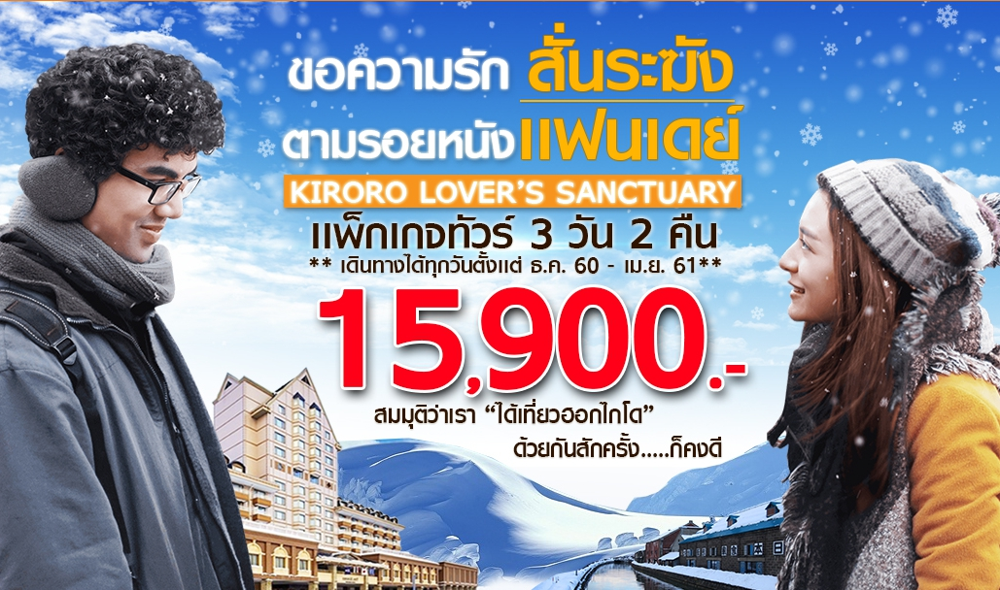 ขอความรัก สั่นระฆัง
ตามรอยหนังแฟนเดย์
KIRORO LOVER'S SANCTUARY
แพ็กเกจทัวร์ 3 วัน 2 คืน
** เดินทางได้ทุกวันตั้งแต่ ธ.ค. 60 - เม.ย. 61**
15,900.-
สมมุติว่าเรา “ได้เที่ยวฮอกไกโด”
ด้วยกันสักครั้ง.....ก็คงดี